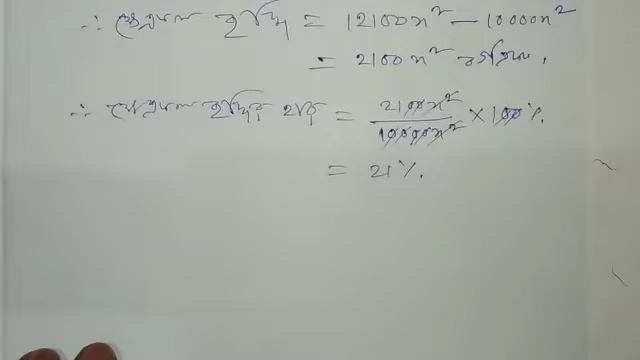 ∴ ক্ষেত্রফল বৃদ্ধি = 12100x² — 10000x²
= 2100x² বর্গএকক.
∴ ক্ষেত্রফল বৃদ্ধির হার = 2100x²/10000x² × 100%.
= 21%.